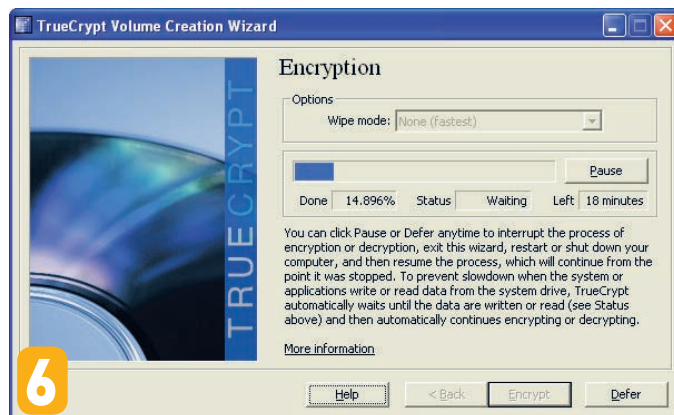 TrueCrypt Volume Creation Wizard
TRUECRYPT
Encryption
Options
Wipe mode: None (fastest)
Pause
Done 14.896% Status Waiting Left 18 minutes
You can click Pause or Defer anytime to interrupt the process of
encryption or decryption, exit this wizard, restart or shut down your
computer, and then resume the process, which will continue from the
point it was stopped. To prevent slowdown when the system or
applications write or read data from the system drive, TrueCrypt
automatically waits until the data are written or read (see Status
above) and then automatically continues encrypting or decrypting.
More information
6
Help < Back Encrypt Defer